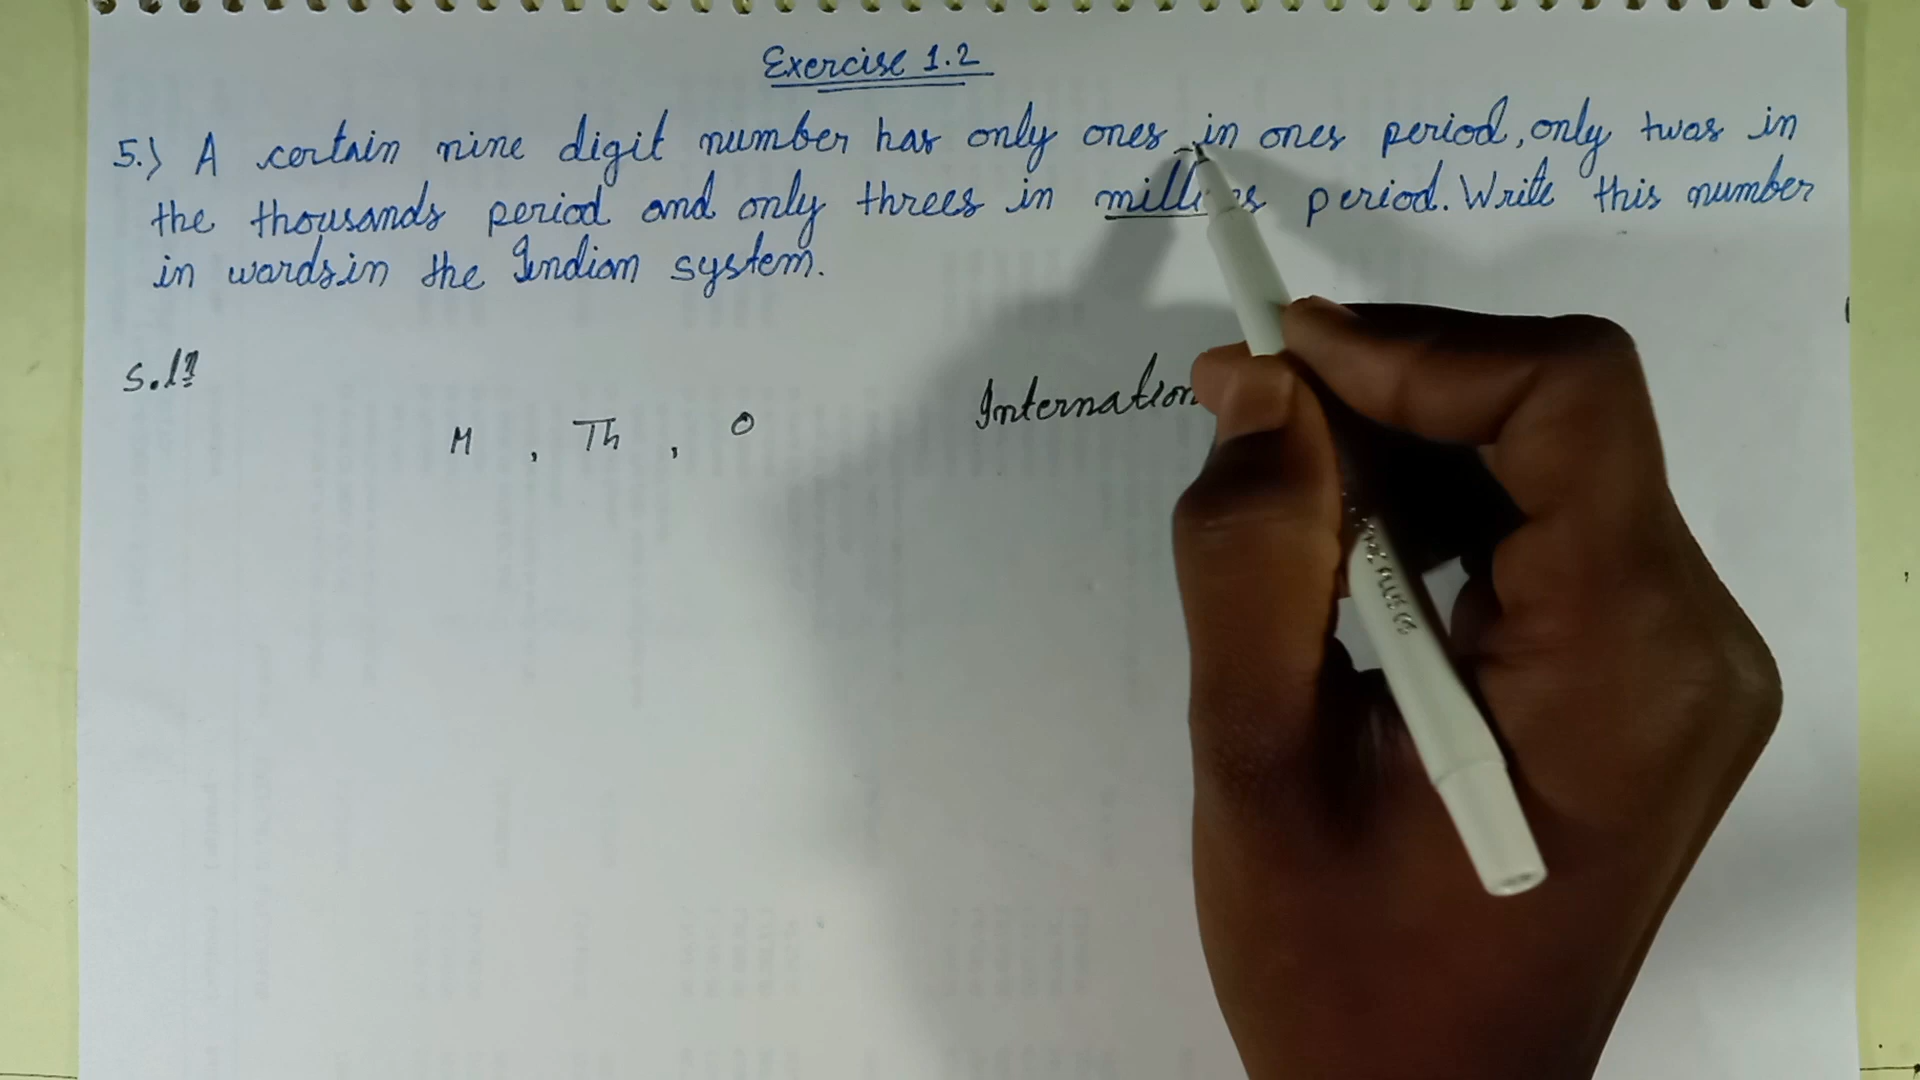 Exercise 1.2
5.) A certain nine digit number has only ones in ones period, only twos in
the thousands period and only threes in millions period. Write this number
in words in the Indian system.
Sol?
M , Th , O
Internation